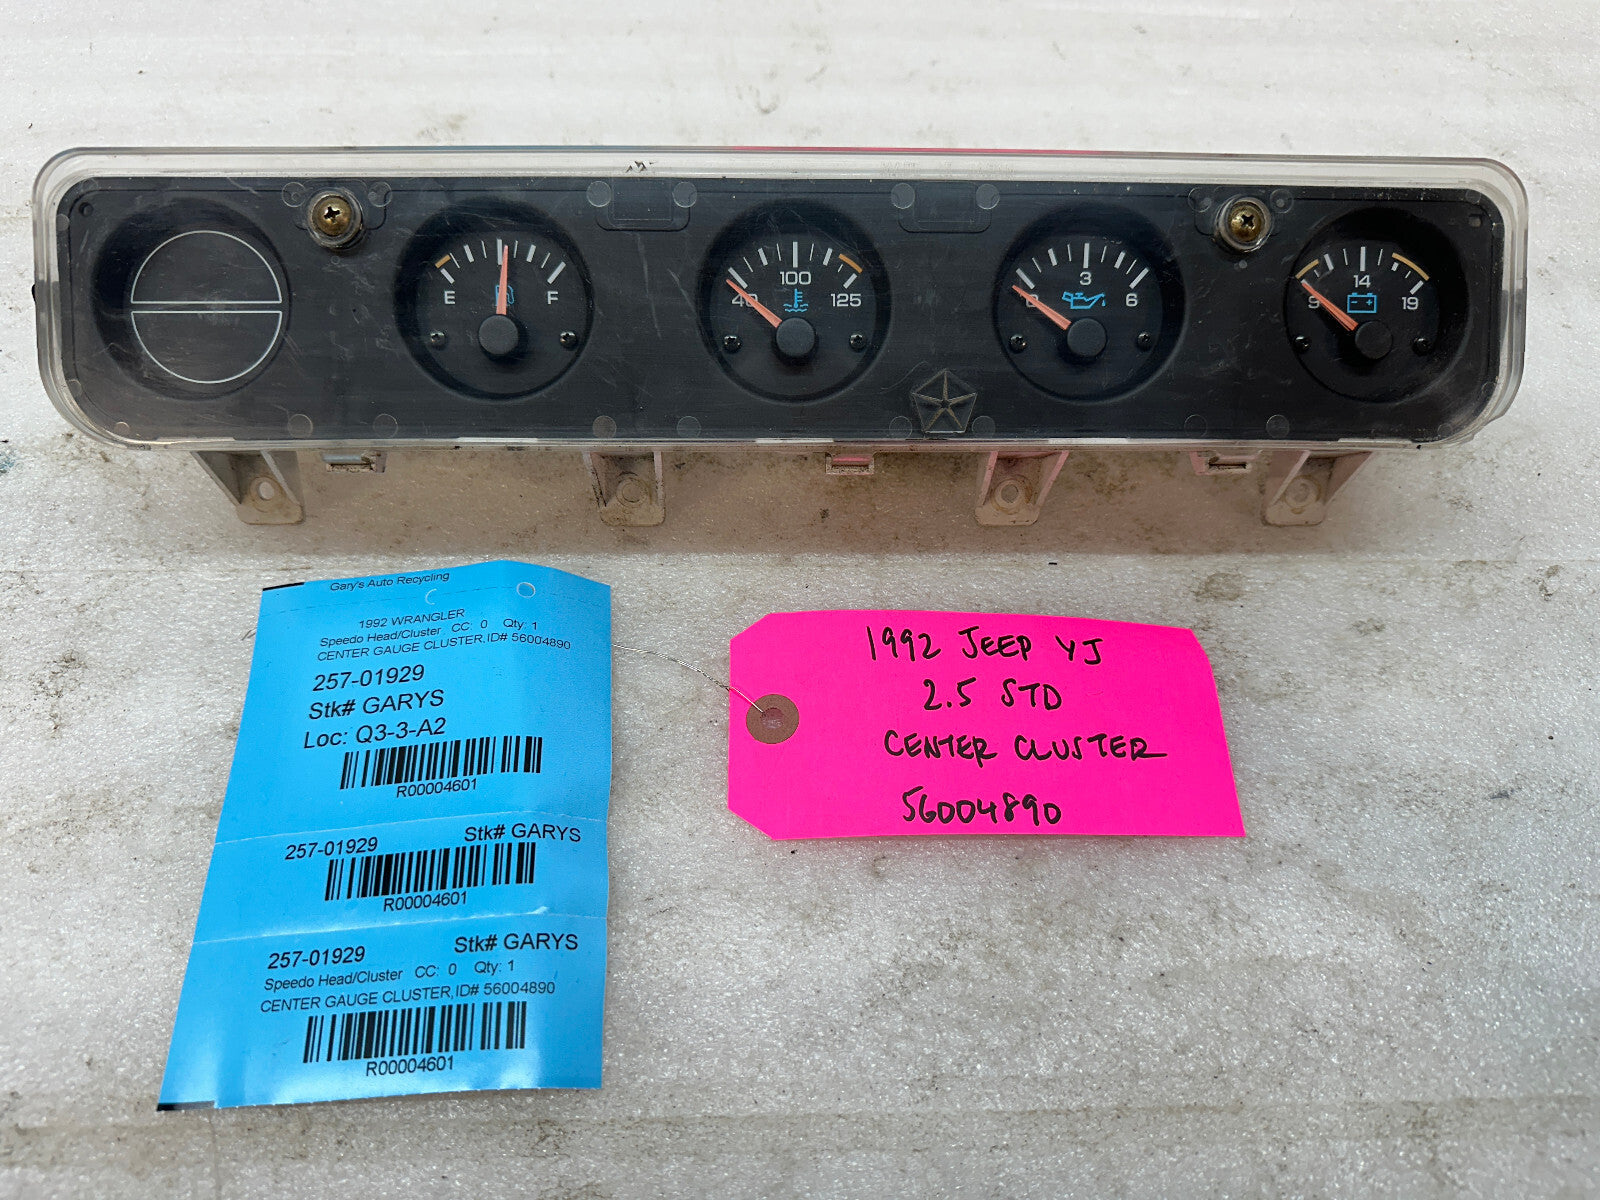 E F
100
40 125
3
0 6
14
9 19
Gary's Auto Recycling
1992 WRANGLER
Speedo Head/Cluster CC: 0 Qty: 1
CENTER GAUGE CLUSTER,ID# 56004890
257-01929
Stk# GARYS
Loc: Q3-3-A2
R00004601
257-01929 Stk# GARYS
R00004601
257-01929 Stk# GARYS
Speedo Head/Cluster CC: 0 Qty: 1
CENTER GAUGE CLUSTER,ID# 56004890
R00004601
1992 JEEP YJ
2.5 STD
CENTER CLUSTER
56004890